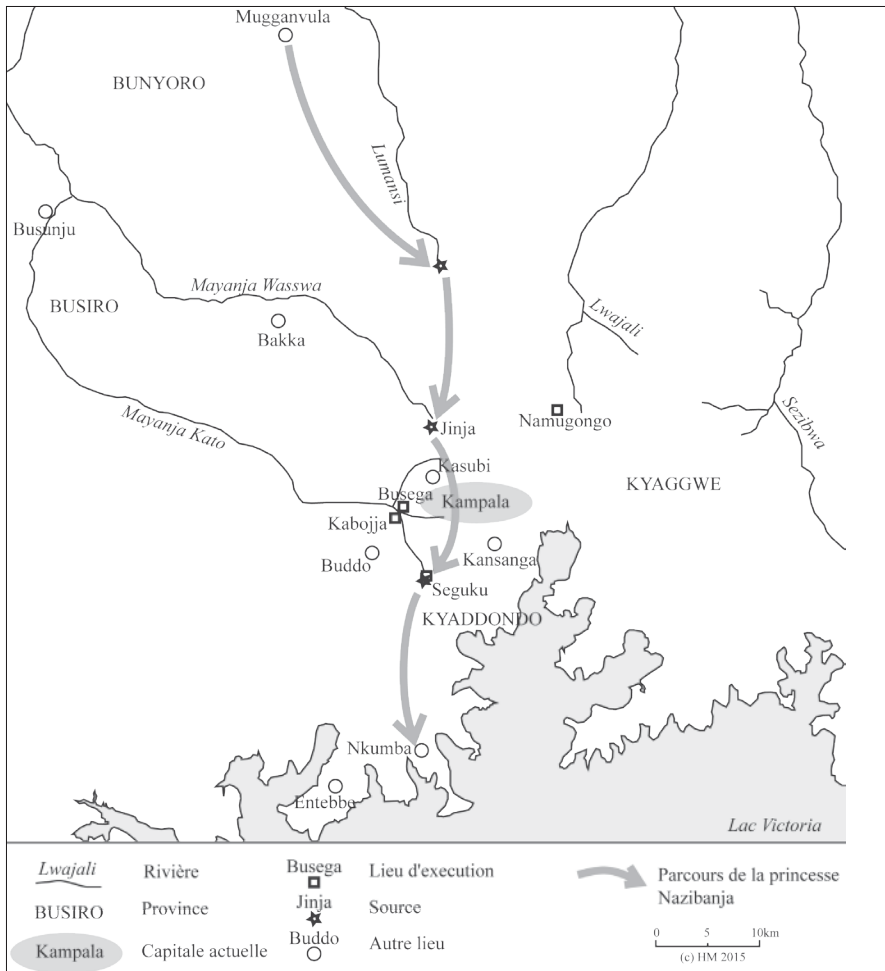 Mugganvula
BUNYORO
Lumansi
Busunju
Mayanja Wasswa
BUSIRO
Bakka
Lwajali
Mayanja Kato
Jinja
Namugongo
Sezibwa
Kasubi
KYAGGWE
Busega
Kampala
Kabojja
Buddo
Kansanga
Seguku
KYADDONDO
Nkumba
Entebbe
Lac Victoria
Lwajali
Rivière
BUSIRO
Province
Kampala
Capitale actuelle
Busega
Lieu d'execution
Jinja
Source
Buddo
Autre lieu
Parcours de la princesse
Nazibanja
0 5 10km
(c) HM 2015